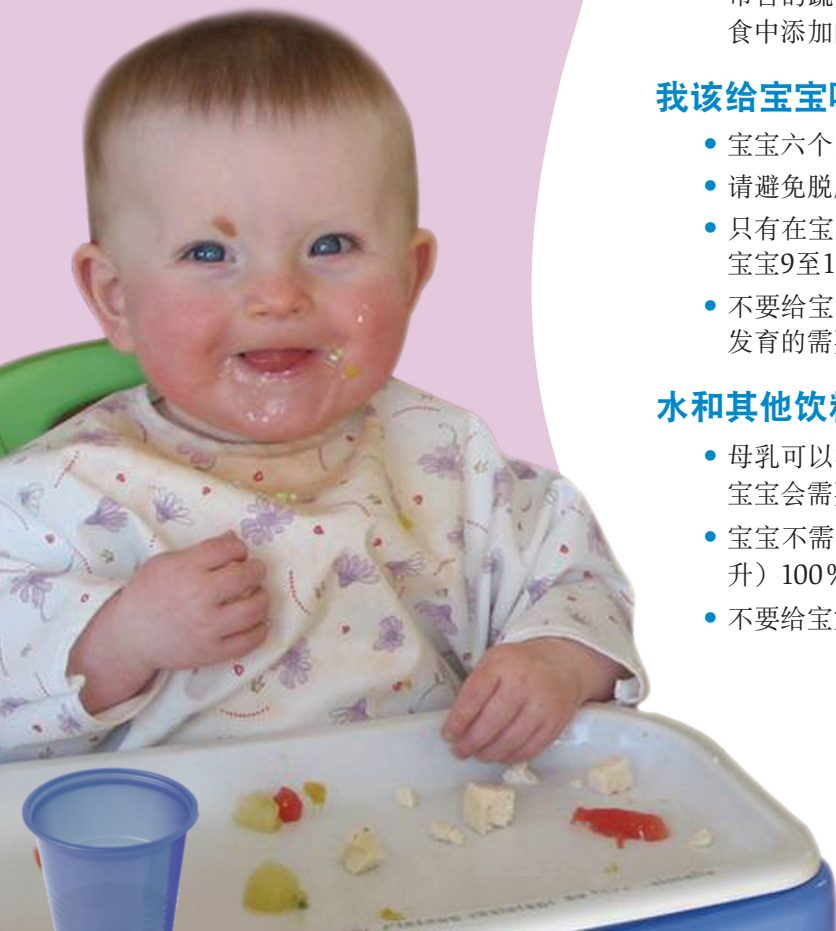 食中添加
我该给宝宝
• 宝宝六个
• 请避免脱
• 只有在宝
宝宝9至1
• 不要给宝
发育的需
水和其他饮
• 母乳可以
宝宝会需
• 宝宝不需
升）100%
• 不要给宝